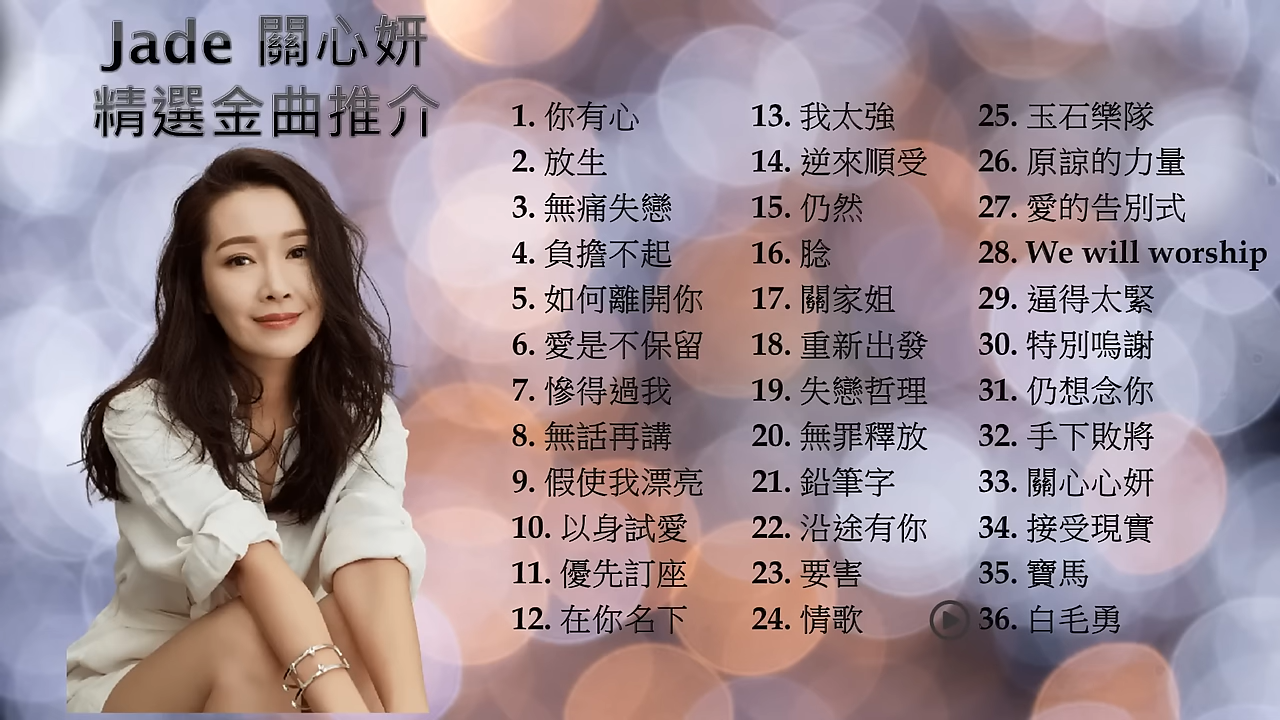 Jade 關心妍
精選金曲推介
1. 你有心
2. 放生
3. 無痛失戀
4. 負擔不起
5. 如何離開你
6. 愛是不保留
7. 慘得過我
8. 無話再講
9. 假使我漂亮
10. 以身試愛
11. 優先訂座
12. 在你名下
13. 我太強
14. 逆來順受
15. 仍然
16. 腍
17. 關家姐
18. 重新出發
19. 失戀哲理
20. 無罪釋放
21. 鉛筆字
22. 沿途有你
23. 要害
24. 情歌
25. 玉石樂隊
26. 原諒的力量
27. 愛的告別式
28. We will worship
29. 逼得太緊
30. 特別嗚謝
31. 仍想念你
32. 手下敗將
33. 關心心妍
34. 接受現實
35. 寶馬
36. 白毛勇